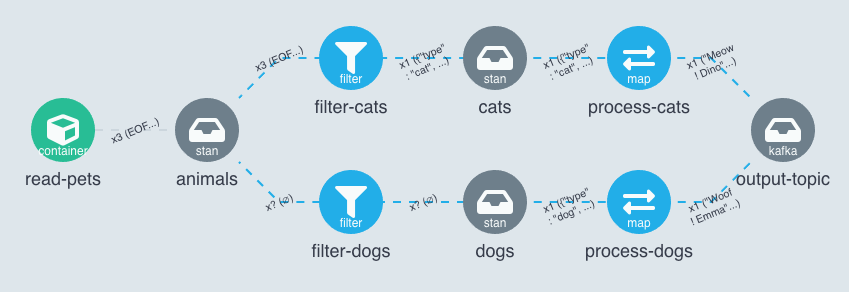 x3 (EOF...)
filter
x1 ({"type"
: "cat", ...)
stan
x1 ({"type"
: "cat", ...)
map
x1 ("Meow
! Dino"...)
filter-cats
cats
process-cats
container
x3 (EOF...)
stan
kafka
read-pets
animals
output-topic
x? (∅)
filter
x? (∅)
stan
x1 ({"type"
: "dog", ...)
map
x1 ("Woof
! Emma"...)
filter-dogs
dogs
process-dogs